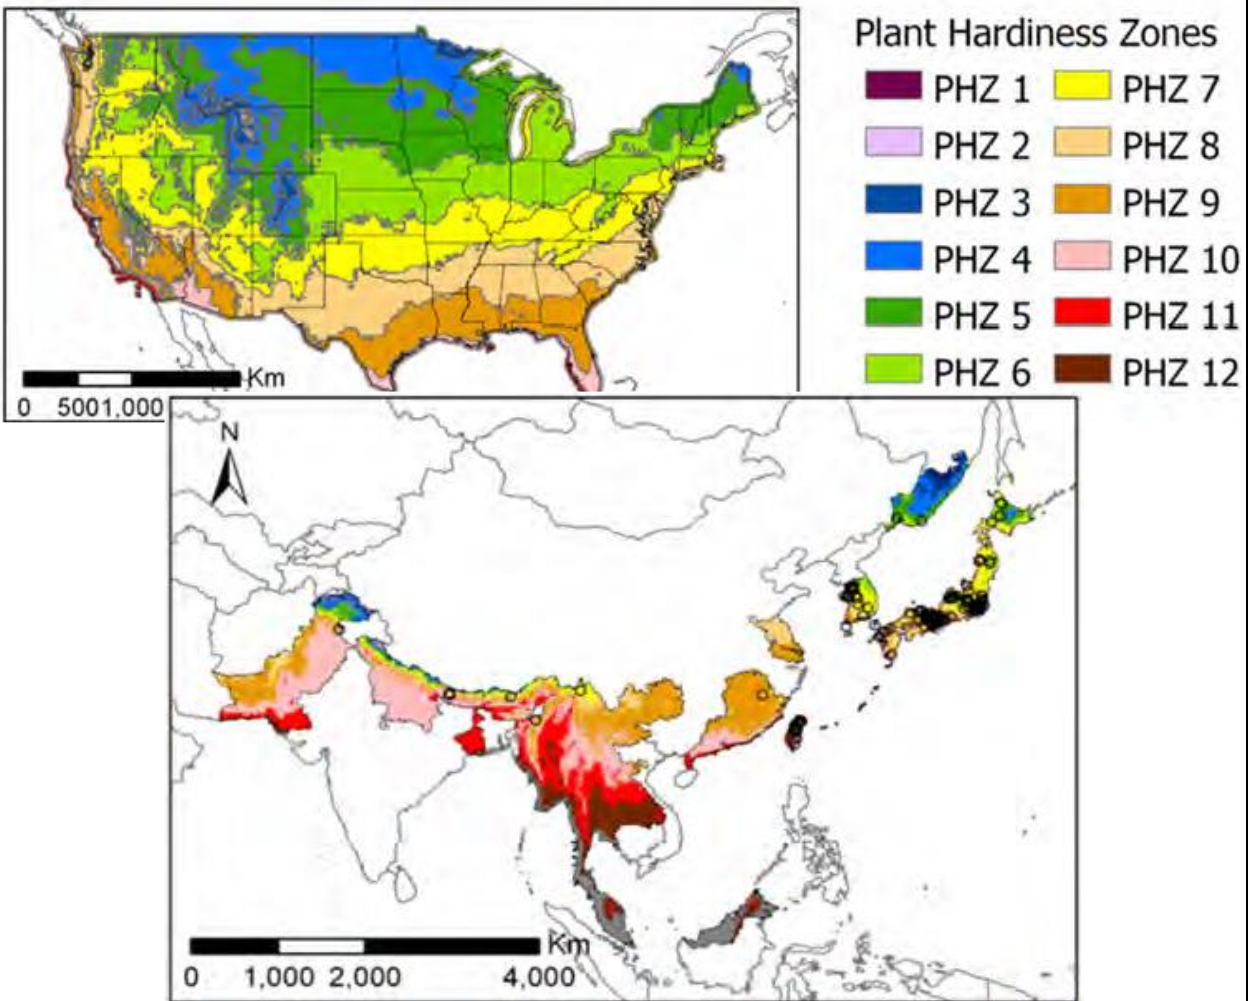 Plant Hardiness Zones
PHZ 1 PHZ 7
PHZ 2 PHZ 8
PHZ 3 PHZ 9
PHZ 4 PHZ 10
PHZ 5 PHZ 11
PHZ 6 PHZ 12
Km
0 5001,000
N
Km
0 1,000 2,000 4,000